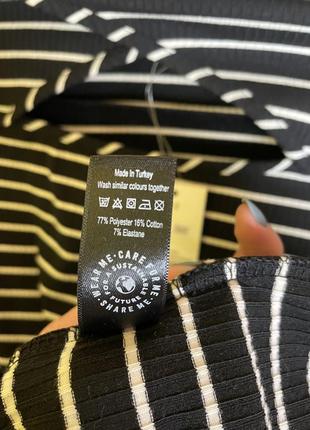 Made In Turkey
Wash similar colours together
77% Polyester 16% Cotton
7% Elastane
WEAR ME • CARE FOR ME • SHARE ME •
FOR A SUSTAINABLE FUTURE